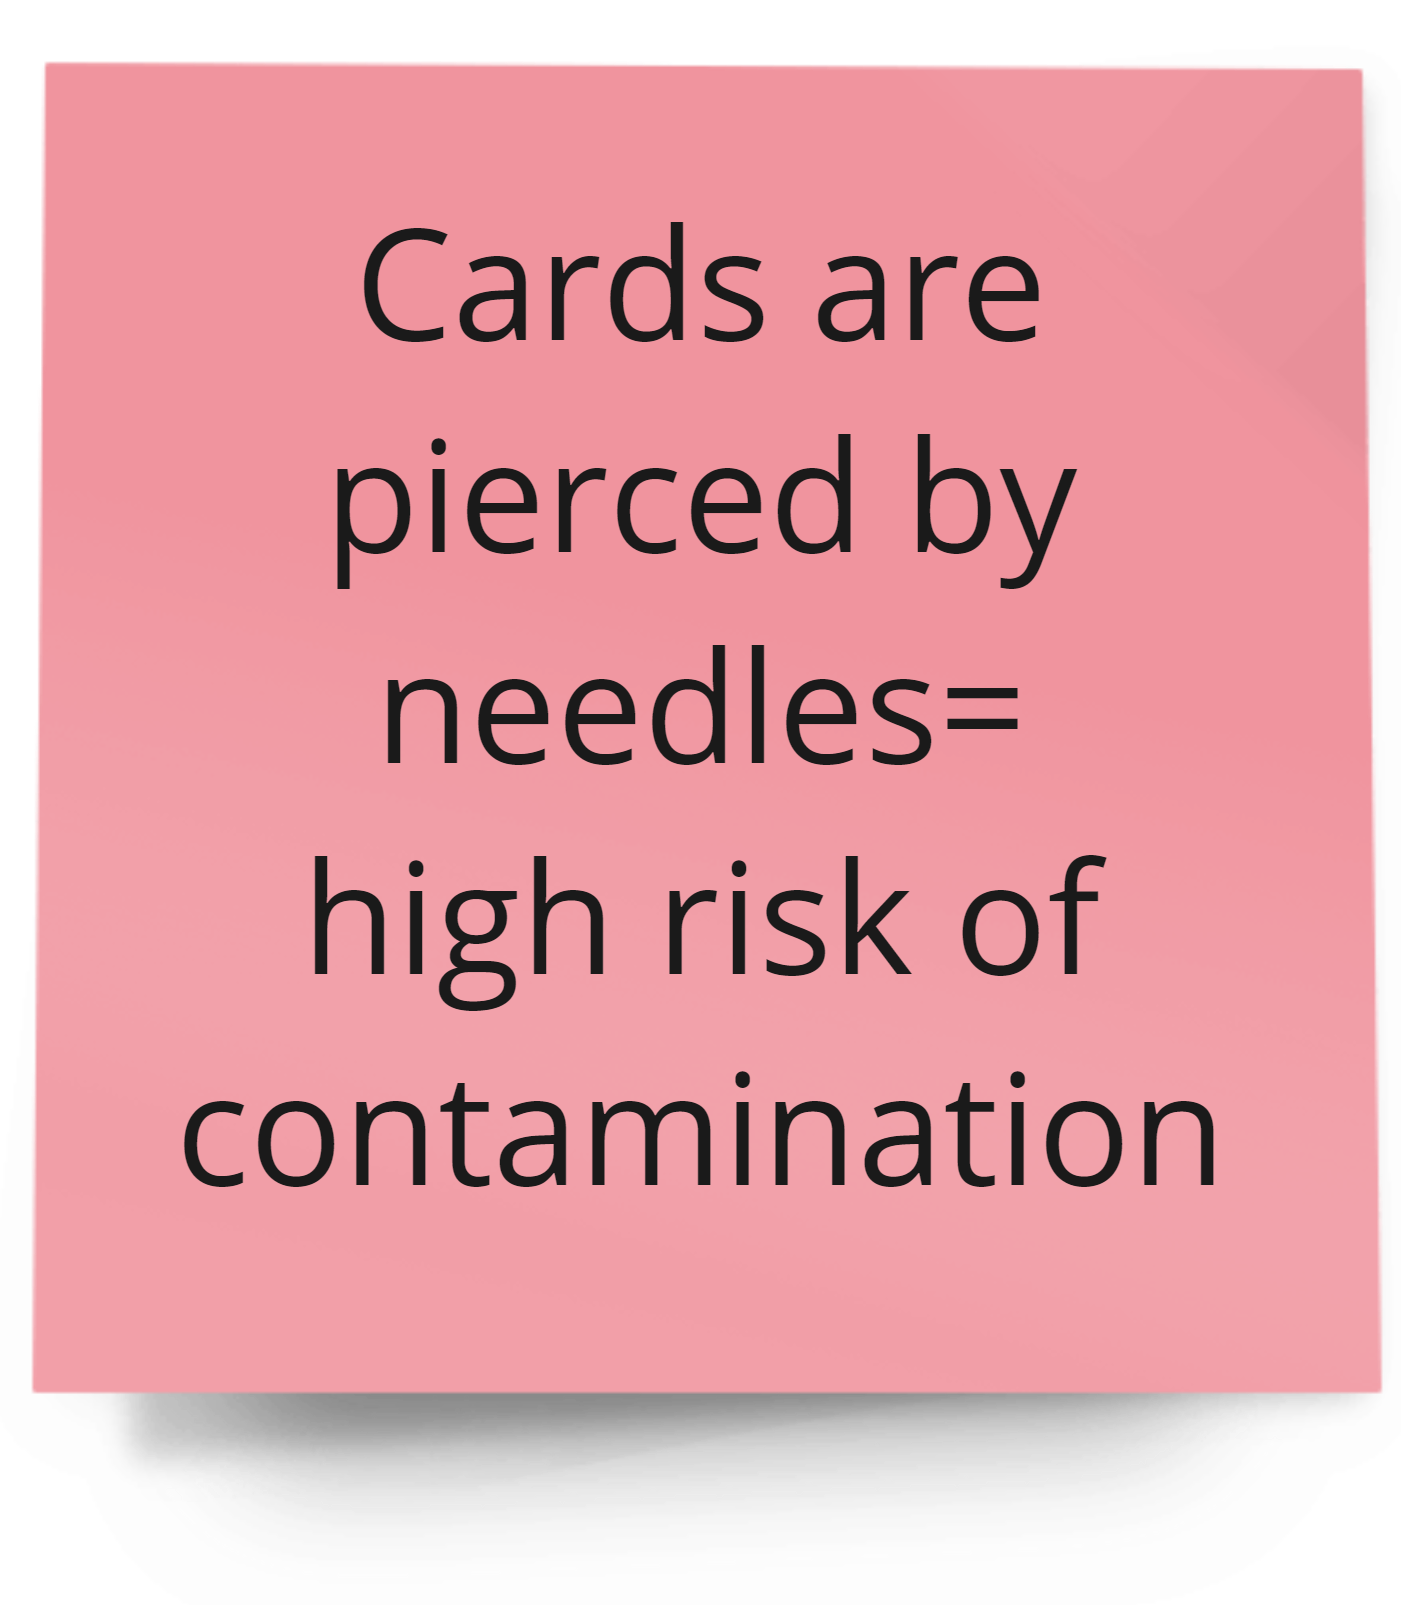 Cards are
pierced by
needles=
high risk of
contamination